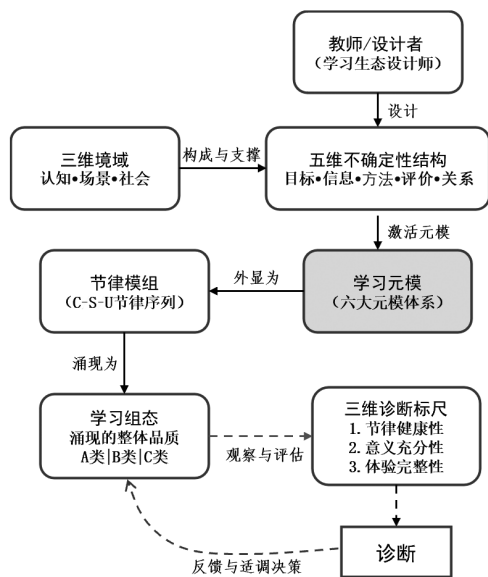 教师/设计者
（学习生态设计师）
设计
三维境域
认知•场景•社会
构成与支撑
五维不确定性结构
目标•信息•方法•评价•关系
激活元模
节律模组
（C-S-U节律序列）
外显为
学习元模
（六大元模体系）
涌现为
学习组态
涌现的整体品质
A类|B类|C类
观察与评估
三维诊断标尺
1. 节律健康性
2. 意义充分性
3. 体验完整性
诊断
反馈与适调决策